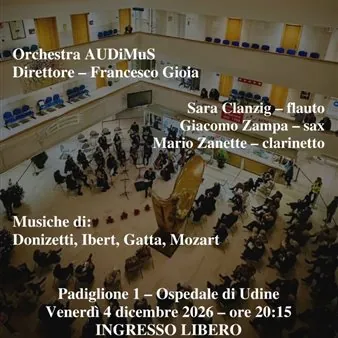 Orchestra AUDiMuS
Direttore – Francesco Gioia
Sara Clanzig – flauto
Giacomo Zampa – sax
Mario Zanette – clarinetto
Musiche di:
Donizetti, Ibert, Gatta, Mozart
Padiglione 1 – Ospedale di Udine
Venerdì 4 dicembre 2026 – ore 20:15
INGRESSO LIBERO